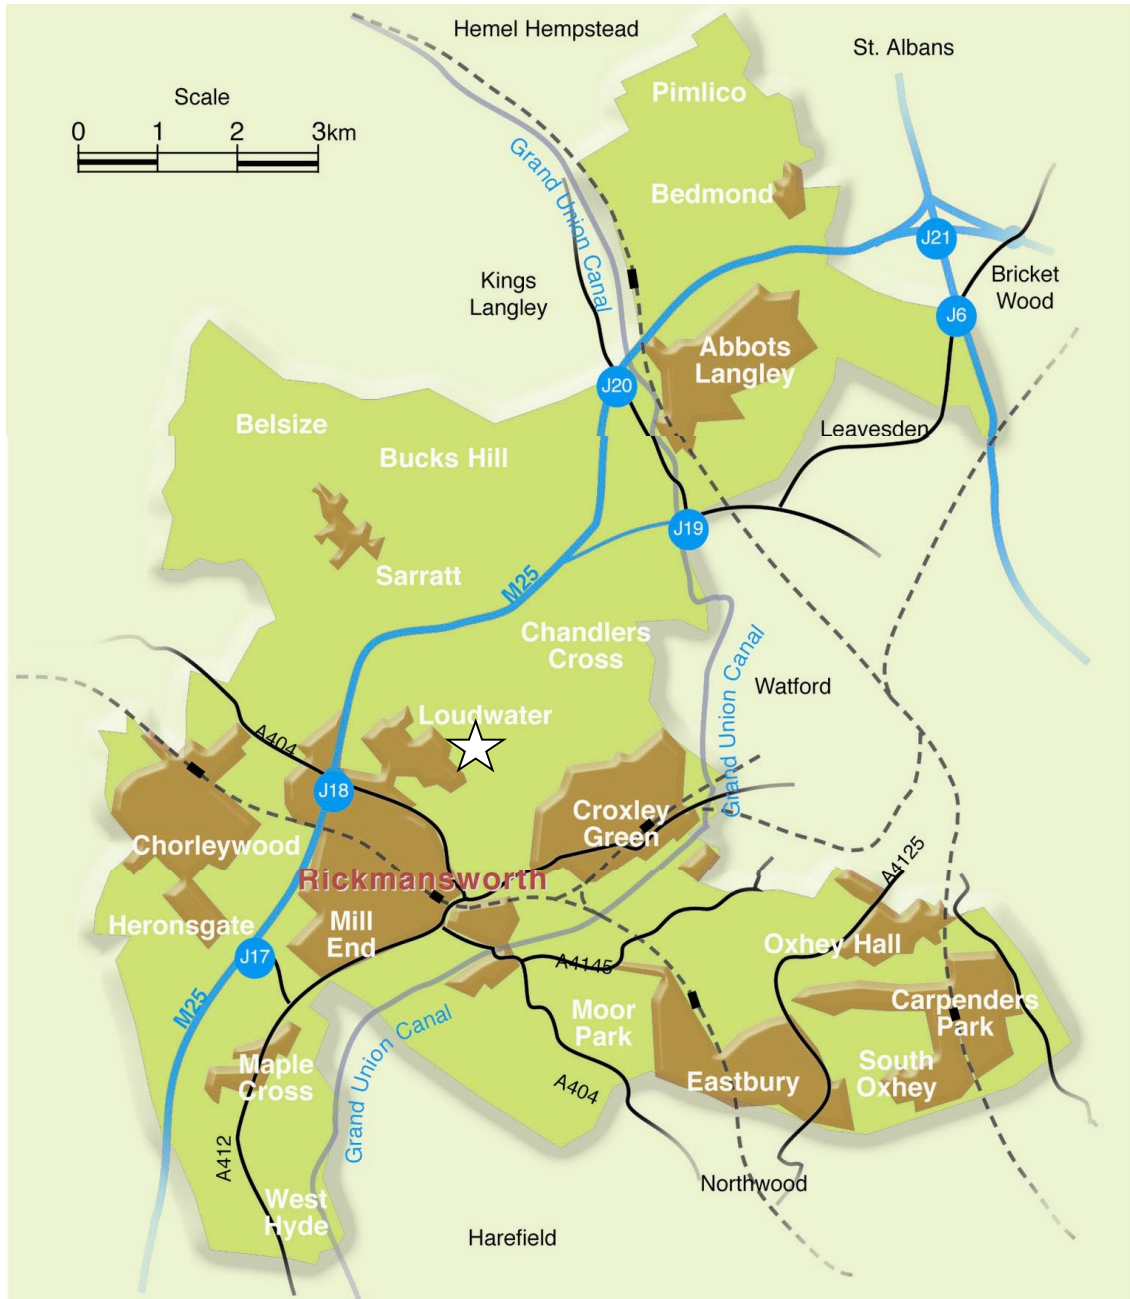 Hemel Hempstead
St. Albans
Scale
0 1 2 3km
Pimlico
Grand Union Canal
Bedmond
J21
Kings
Langley
Bricket
Wood
J6
Abbots
Langley
J20
Belsize
Leavesden
Bucks Hill
J19
Sarratt
M25
Chandlers
Cross
Grand Union Canal
Watford
Loudwater
A404
J18
Croxley
Green
Chorleywood
A4125
Rickmansworth
Heronsgate
Mill
End
Oxhey Hall
J17
A4145
M25
Moor
Park
Carpenders
Park
Grand Union Canal
Maple
Cross
South
Oxhey
Eastbury
A404
A412
Northwood
West
Hyde
Harefield